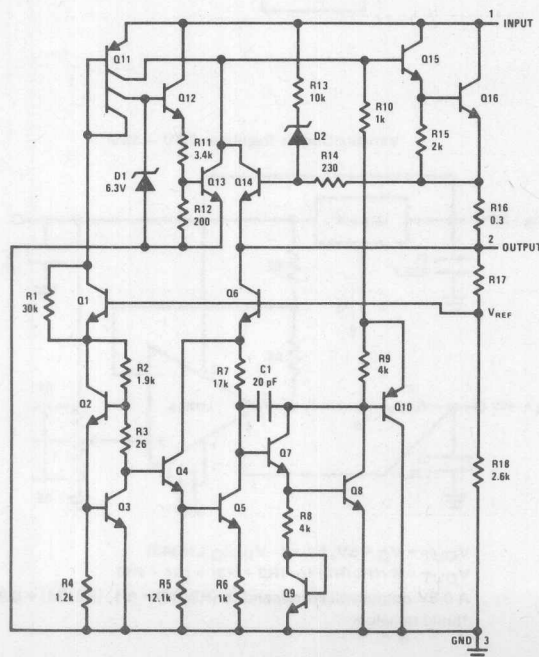 1 INPUT
Q11
Q15
Q12
R13
10k
Q16
R10
1k
R11
3.4k
D2
R15
2k
D1
6.3V
Q13
Q14
R14
230
R12
200
R16
0.3
2 OUTPUT
R17
R1
30k
Q1
Q6
VREF
R2
1.9k
R7
17k
C1
20 pF
R9
4k
Q2
Q10
R3
26
Q7
Q4
Q8
R18
2.6k
Q3
Q5
R8
4k
R4
1.2k
R5
R6
1k
Q9
GND 3